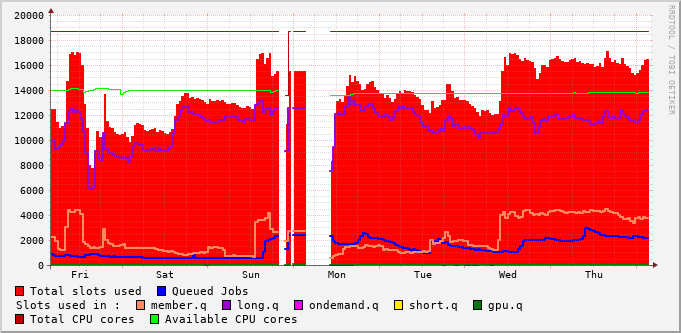 20000
18000
16000
14000
12000
10000
8000
6000
4000
2000
0
Fri Sat Sun Mon Tue Wed Thu
RRDTOOL / TOBI OETIKER
Total slots used Queued Jobs
Slots used in : member.q long.q ondemand.q short.q gpu.q
Total CPU cores Available CPU cores